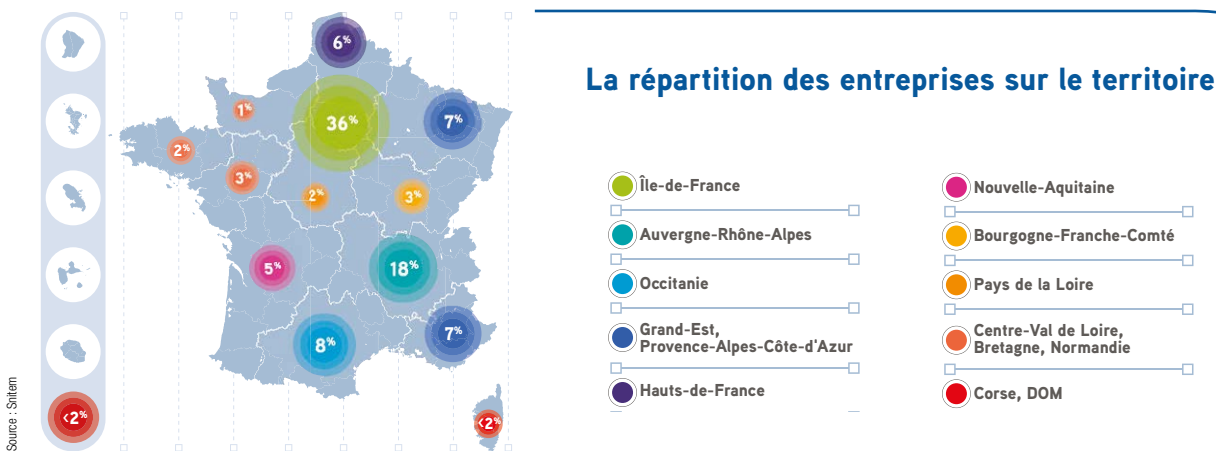 La répartition des entreprises sur le territoire
6%
36%
7%
1%
2%
3%
2%
3%
5%
18%
8%
7%
<2%
<2%
Île-de-France
Auvergne-Rhône-Alpes
Occitanie
Grand-Est,
Provence-Alpes-Côte-d'Azur
Hauts-de-France
Nouvelle-Aquitaine
Bourgogne-Franche-Comté
Pays de la Loire
Centre-Val de Loire,
Bretagne, Normandie
Corse, DOM
Source : Snitem